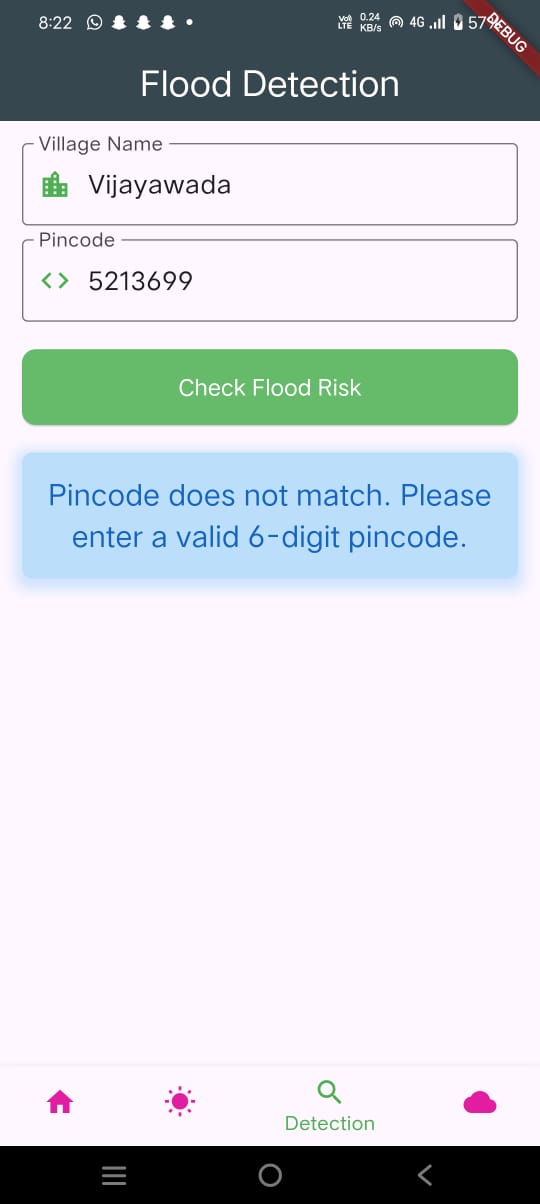 8:22 Vo) LTE 0.24 KB/s 4G 57%
DEBUG
Flood Detection
Village Name
Vijayawada
Pincode
5213699
Check Flood Risk
Pincode does not match. Please
enter a valid 6-digit pincode.
Detection